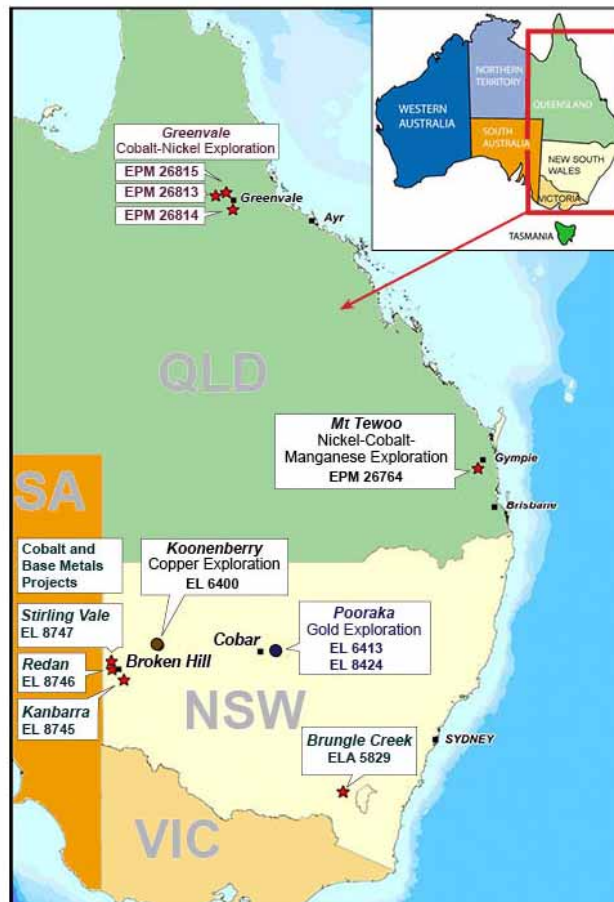 WESTERN
AUSTRALIA
NORTHERN
TERRITORY
QUEENSLAND
SOUTH
AUSTRALIA
NEW SOUTH
WALES
VICTORIA
TASMANIA
Greenvale
Cobalt-Nickel Exploration
EPM 26815
EPM 26813
EPM 26814
Greenvale
Ayr
QLD
Mt Tewoo
Nickel-Cobalt-
Manganese Exploration
EPM 26764
Gympie
Brisbane
SA
Cobalt and
Base Metals
Projects
Koonenberry
Copper Exploration
EL 6400
Stirling Vale
EL 8747
Redan
EL 8746
Kanbarra
EL 8745
Broken Hill
Cobar
Pooraka
Gold Exploration
EL 6413
EL 8424
NSW
Brungle Creek
ELA 5829
SYDNEY
VIC